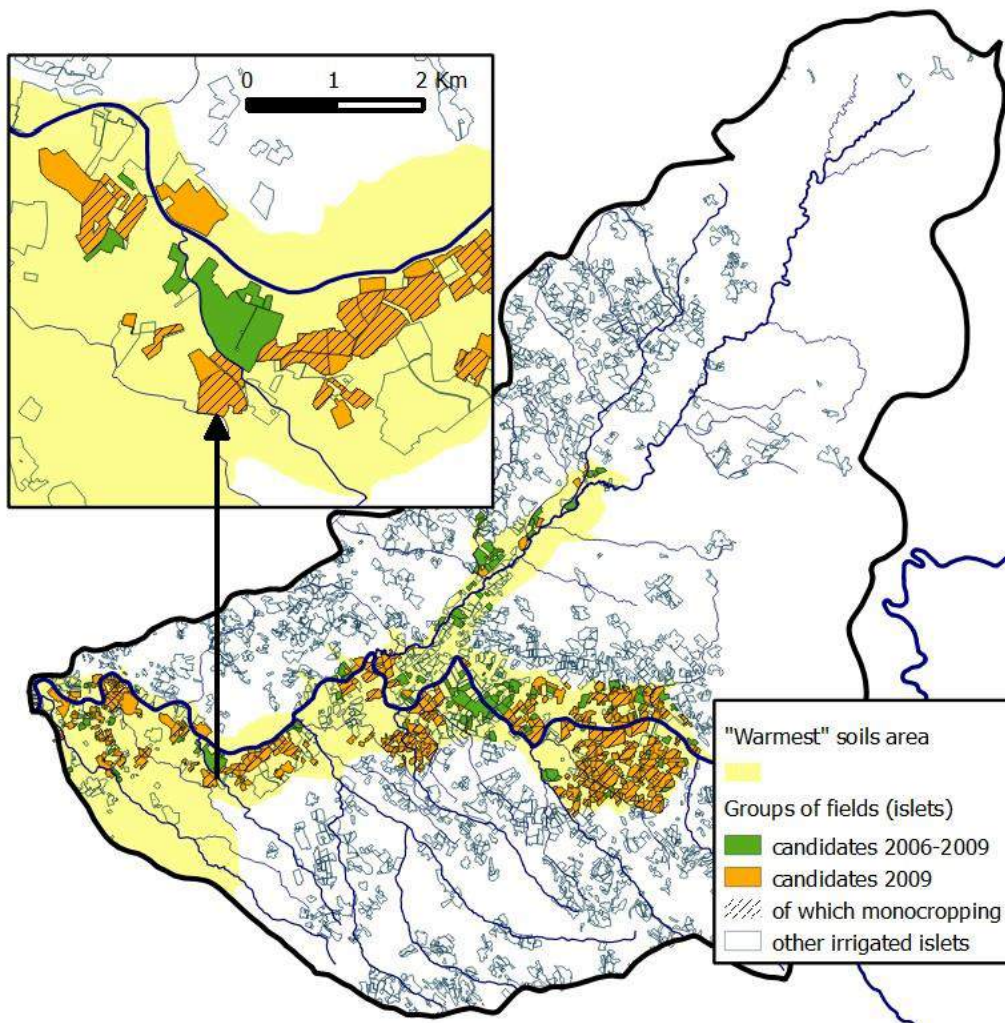 0 1 2 Km
"Warmest" soils area
Groups of fields (islets)
candidates 2006-2009
candidates 2009
of which monocropping
other irrigated islets